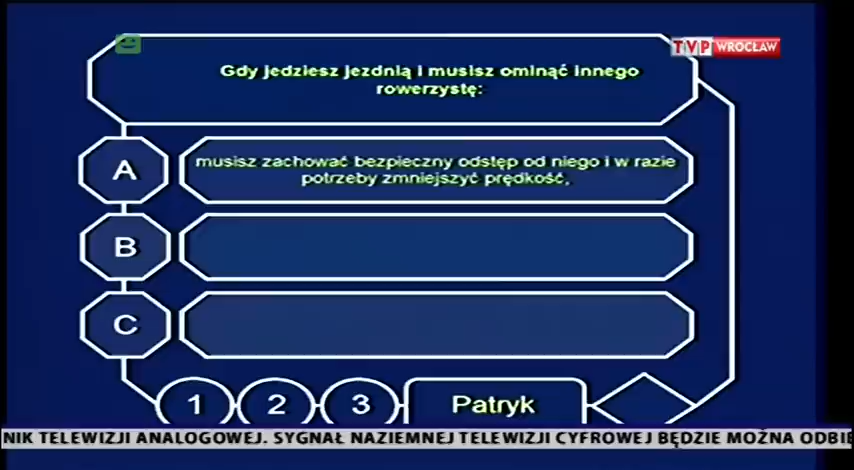 TVP WROCŁAW
Gdy jedziesz jezdnią i musisz ominąć innego
rowerzystę:
A
musisz zachować bezpieczny odstęp od niego i w razie
potrzeby zmniejszyć prędkość,
B
C
1 2 3 Patryk
NIK TELEWIZJI ANALOGOWEJ. SYGNAŁ NAZIEMNEJ TELEWIZJI CYFROWEJ BĘDZIE MOŻNA ODBIE